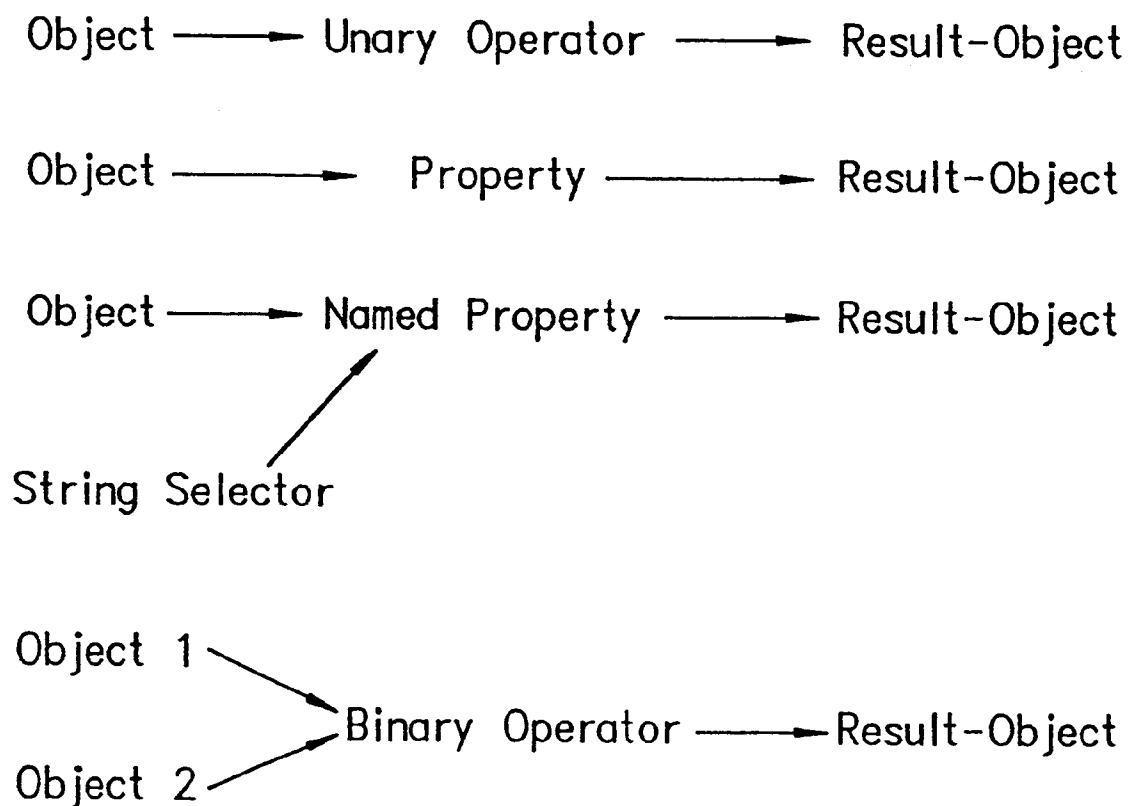 Object Unary Operator Result-Object
Object Property Result-Object
Object Named Property Result-Object
String Selector
Object 1
Binary Operator Result-Object
Object 2